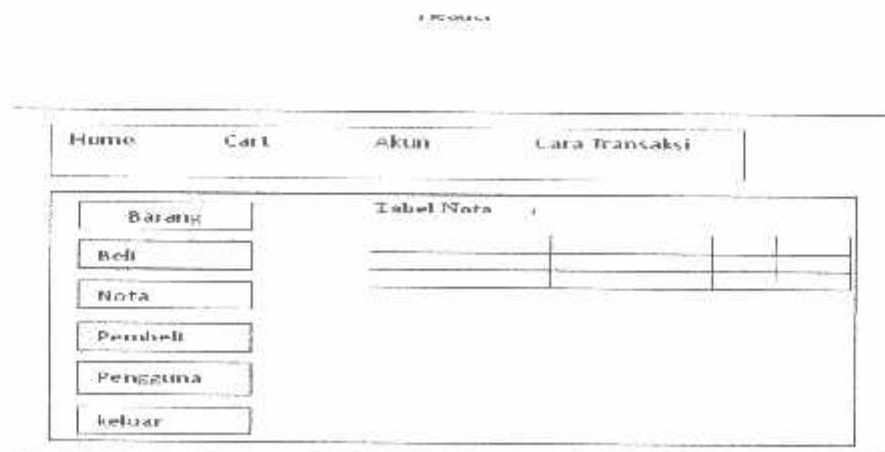 Home Cart Akun Cara Transaksi
Barang
Beli
Nota
Pembeli
Pengguna
keluar
Tabel Nota